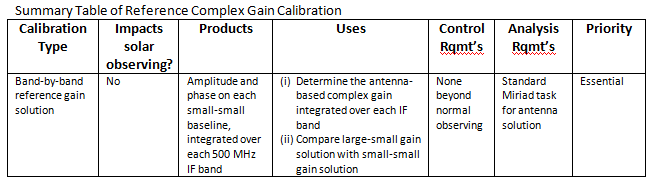 Summary Table of Reference Complex Gain Calibration
Calibration Type | Impacts solar observing? | Products | Uses | Control Rqmt's | Analysis Rqmt's | Priority
Band-by-band reference gain solution | No | Amplitude and phase on each small-small baseline, integrated over each 500 MHz IF band | (i) Determine the antenna-based complex gain integrated over each IF band (ii) Compare large-small gain solution with small-small gain solution | None beyond normal observing | Standard Miriad task for antenna solution | Essential